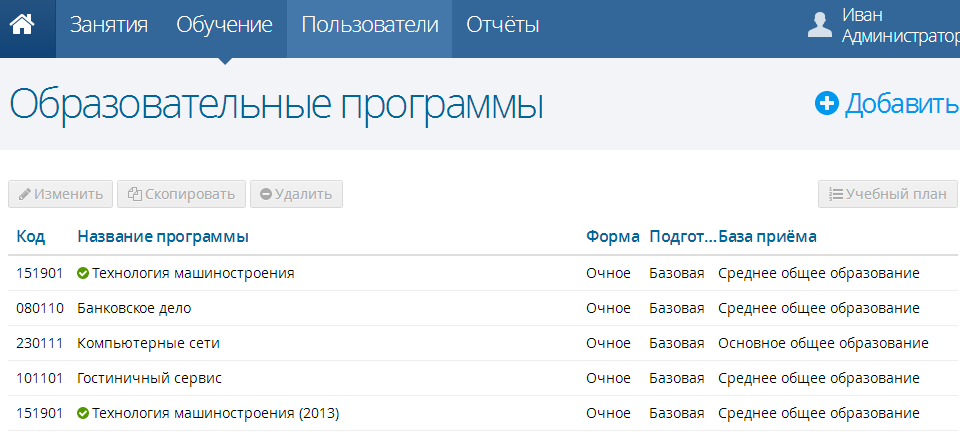 Занятия Обучение Пользователи Отчёты Иван
Администратор
Образовательные программы Добавить
Изменить Скопировать Удалить Учебный план
Код Название программы Форма Подгот... База приёма
151901 Технология машиностроения Очное Базовая Среднее общее образование
080110 Банковское дело Очное Базовая Среднее общее образование
230111 Компьютерные сети Очное Базовая Основное общее образование
101101 Гостиничный сервис Очное Базовая Среднее общее образование
151901 Технология машиностроения (2013) Очное Базовая Среднее общее образование